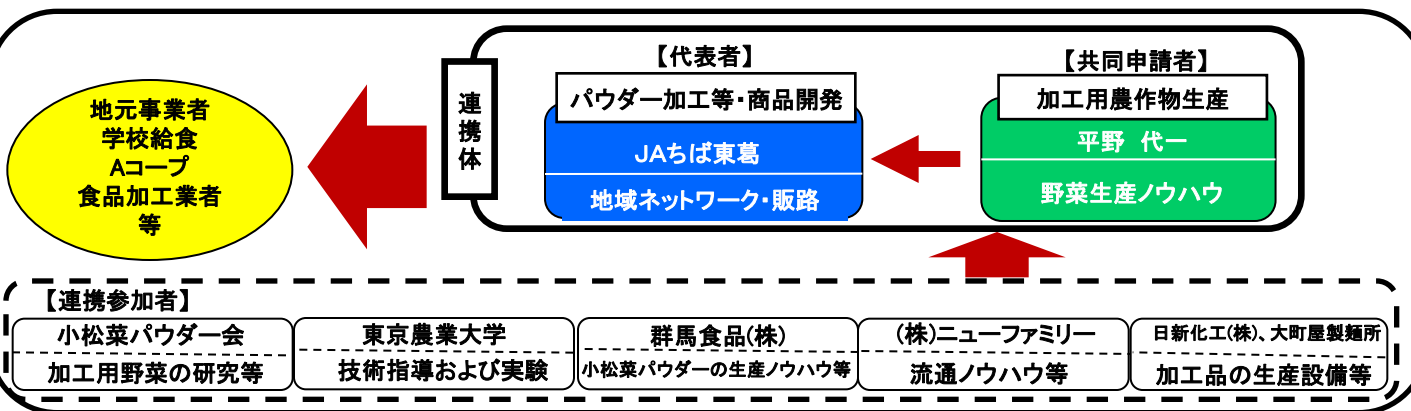 【代表者】
【共同申請者】
連携体
パウダー加工等・商品開発
加工用農作物生産
JAちば東葛
平野 代一
地域ネットワーク・販路
野菜生産ノウハウ
地元事業者
学校給食
Aコープ
食品加工業者
等
【連携参加者】
小松菜パウダー会
加工用野菜の研究等
東京農業大学
技術指導および実験
群馬食品(株)
小松菜パウダーの生産ノウハウ等
(株)ニューファミリー
流通ノウハウ等
日新化工(株)、大町屋製麺所
加工品の生産設備等